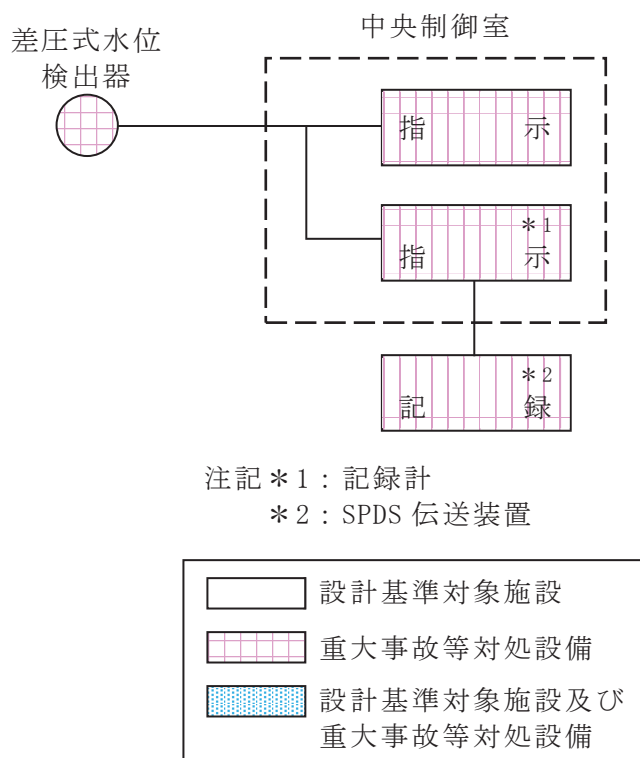 差圧式水位
検出器
中央制御室
指示
＊1
指示
＊2
記録
注記＊1：記録計
＊2：SPDS 伝送装置
設計基準対象施設
重大事故等対処設備
設計基準対象施設及び
重大事故等対処設備